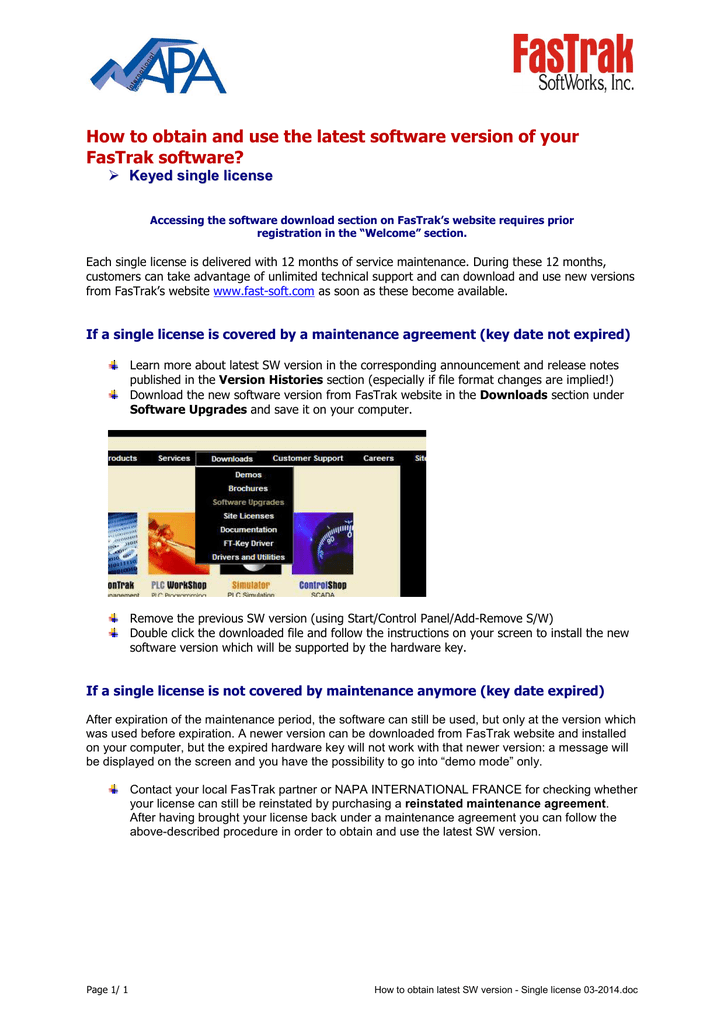 International
NAPA
FasTrak
SoftWorks, Inc.
How to obtain and use the latest software version of your
FasTrak software?
➢ Keyed single license
Accessing the software download section on FasTrak’s website requires prior
registration in the “Welcome” section.
Each single license is delivered with 12 months of service maintenance. During these 12 months,
customers can take advantage of unlimited technical support and can download and use new versions
from FasTrak’s website www.fast-soft.com as soon as these become available.
If a single license is covered by a maintenance agreement (key date not expired)
Learn more about latest SW version in the corresponding announcement and release notes
published in the Version Histories section (especially if file format changes are implied!)
Download the new software version from FasTrak website in the Downloads section under
Software Upgrades and save it on your computer.
roducts Services Downloads Customer Support Careers Sit
Demos
Brochures
Software Upgrades
Site Licenses
Documentation
FT-Key Driver
Drivers and Utilities
onTrak PLC WorkShop Simulator ControlShop
nagement PLC Programming PLC Simulation SCADA
Remove the previous SW version (using Start/Control Panel/Add-Remove S/W)
Double click the downloaded file and follow the instructions on your screen to install the new
software version which will be supported by the hardware key.
If a single license is not covered by maintenance anymore (key date expired)
After expiration of the maintenance period, the software can still be used, but only at the version which
was used before expiration. A newer version can be downloaded from FasTrak website and installed
on your computer, but the expired hardware key will not work with that newer version: a message will
be displayed on the screen and you have the possibility to go into “demo mode” only.
Contact your local FasTrak partner or NAPA INTERNATIONAL FRANCE for checking whether
your license can still be reinstated by purchasing a reinstated maintenance agreement.
After having brought your license back under a maintenance agreement you can follow the
above-described procedure in order to obtain and use the latest SW version.
Page 1/ 1 How to obtain latest SW version - Single license 03-2014.doc